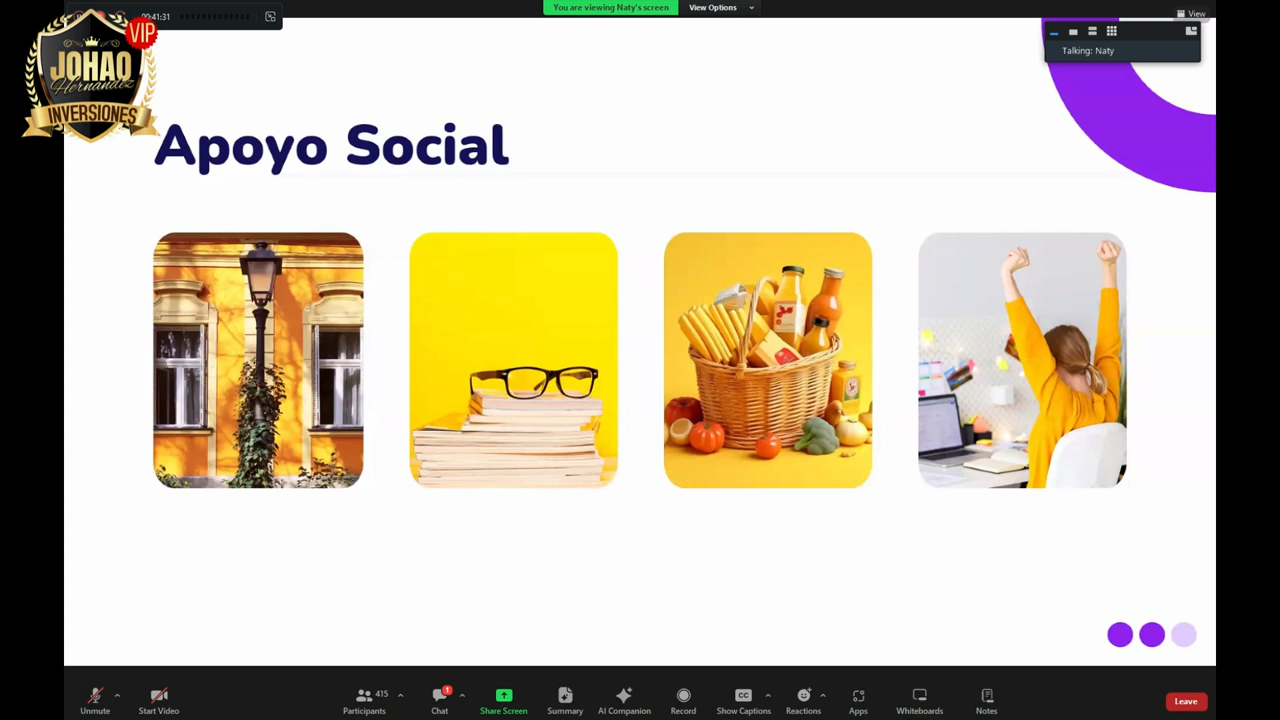 00:41:31
You are viewing Naty's screen
View Options
View
VIP
JOHAO
Hernandez
INVERSIONES
Talking: Naty
Apoyo Social
Unmute
Start Video
415
Participants
1
Chat
Share Screen
Summary
AI Companion
Record
CC
Show Captions
Reactions
Apps
Whiteboards
Notes
Leave